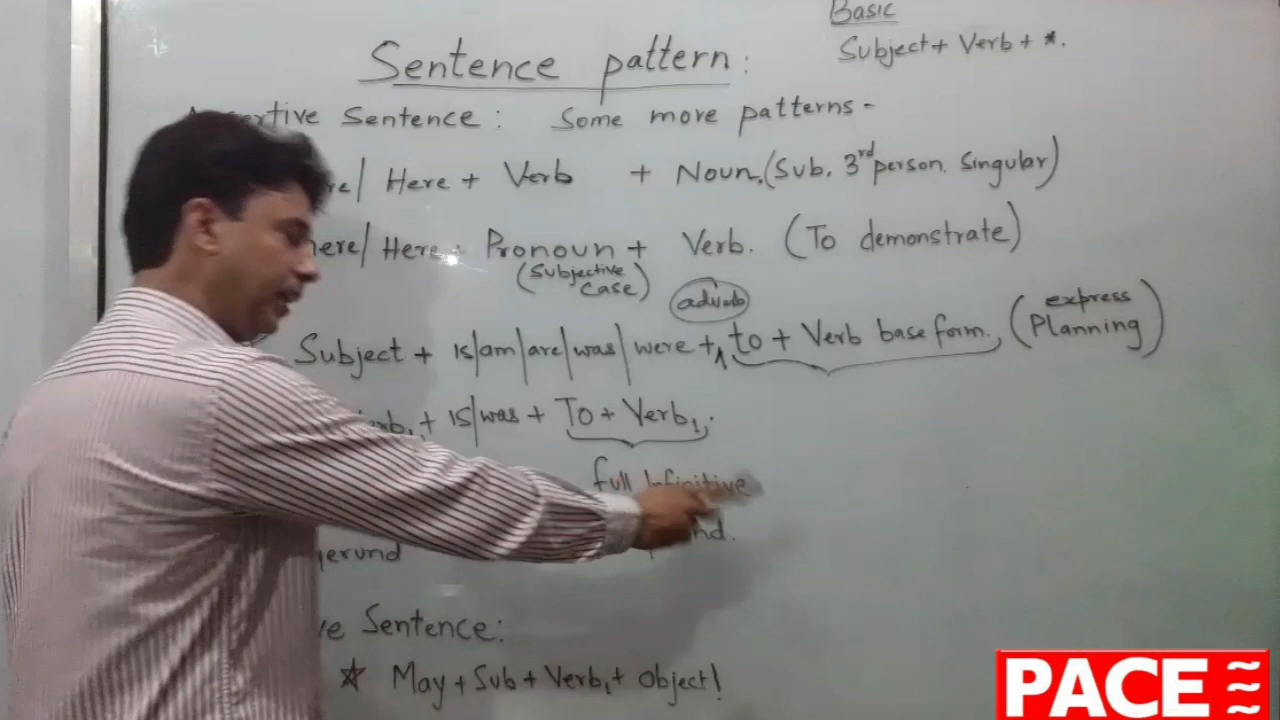 Basic
Subject + Verb + *.
Sentence pattern:
Sentence: Some more patterns -
Here + Verb + Noun. (Sub. 3rd person. Singular)
Here + Pronoun + Verb. (To demonstrate)
(Subjective case)
adverb
Subject + is/am/are/was/were + to + Verb base form. (express Planning)
+ is/was + To + Verb1.
full Infinitive
gerund
Sentence:
* May + Sub + Verb1 + object!
PACE